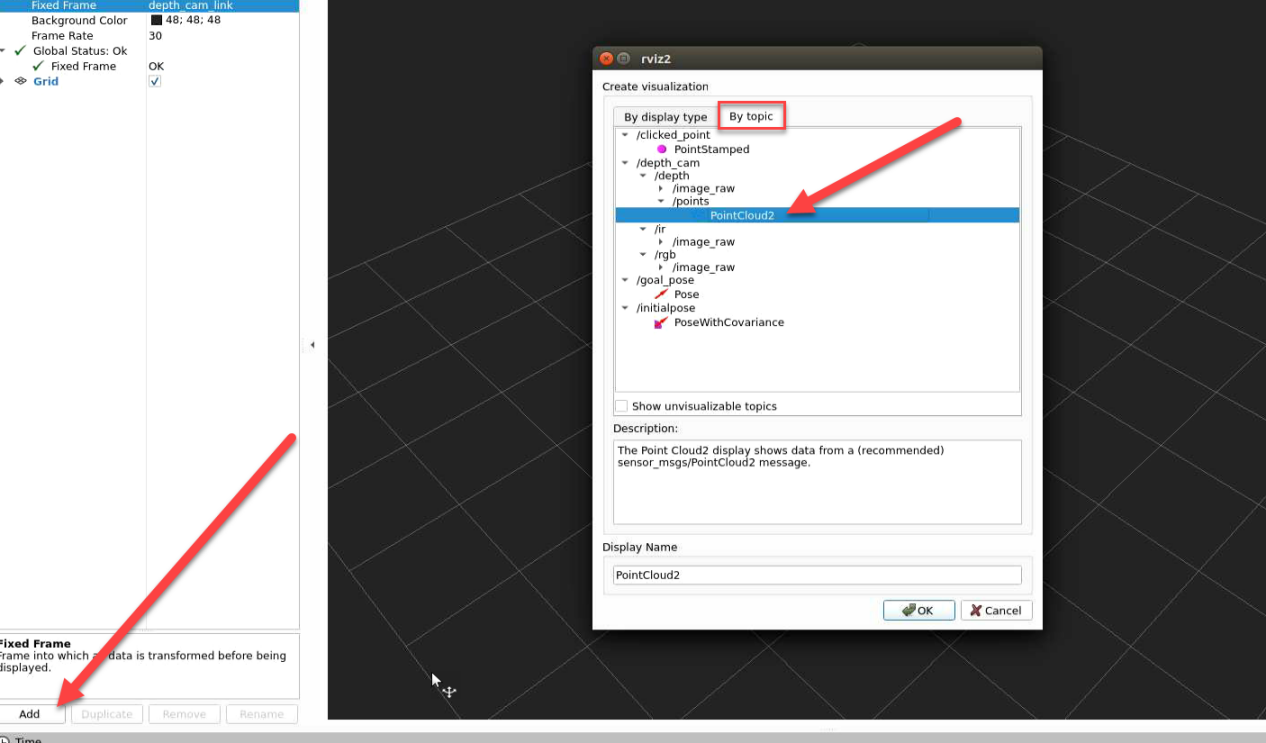 Fixed Frame depth_cam_link
Background Color 48; 48; 48
Frame Rate 30
Global Status: Ok
Fixed Frame OK
Grid
Fixed Frame
Frame into which a data is transformed before being
displayed.
Add Duplicate Remove Rename
Time
rviz2
Create visualization
By display type By topic
/clicked_point
PointStamped
/depth_cam
/depth
/image_raw
/points
PointCloud2
/ir
/image_raw
/rgb
/image_raw
/goal_pose
Pose
/initialpose
PoseWithCovariance
Show unvisualizable topics
Description:
The Point Cloud2 display shows data from a (recommended)
sensor_msgs/PointCloud2 message.
Display Name
PointCloud2
OK Cancel